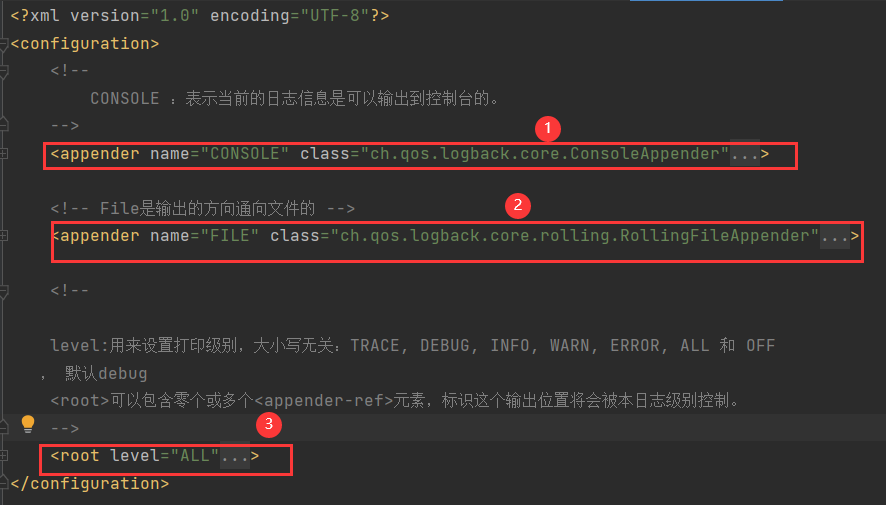 <?xml version="1.0" encoding="UTF-8"?>
<configuration>
<!--
CONSOLE ：表示当前的日志信息是可以输出到控制台的。
-->
1
<appender name="CONSOLE" class="ch.qos.logback.core.ConsoleAppender"...>
<!-- File是输出的方向通向文件的 -->
2
<appender name="FILE" class="ch.qos.logback.core.rolling.RollingFileAppender"...>
<!--
level:用来设置打印级别，大小写无关：TRACE, DEBUG, INFO, WARN, ERROR, ALL 和 OFF
， 默认debug
<root>可以包含零个或多个<appender-ref>元素，标识这个输出位置将会被本日志级别控制。
-->
3
<root level="ALL"...>
</configuration>